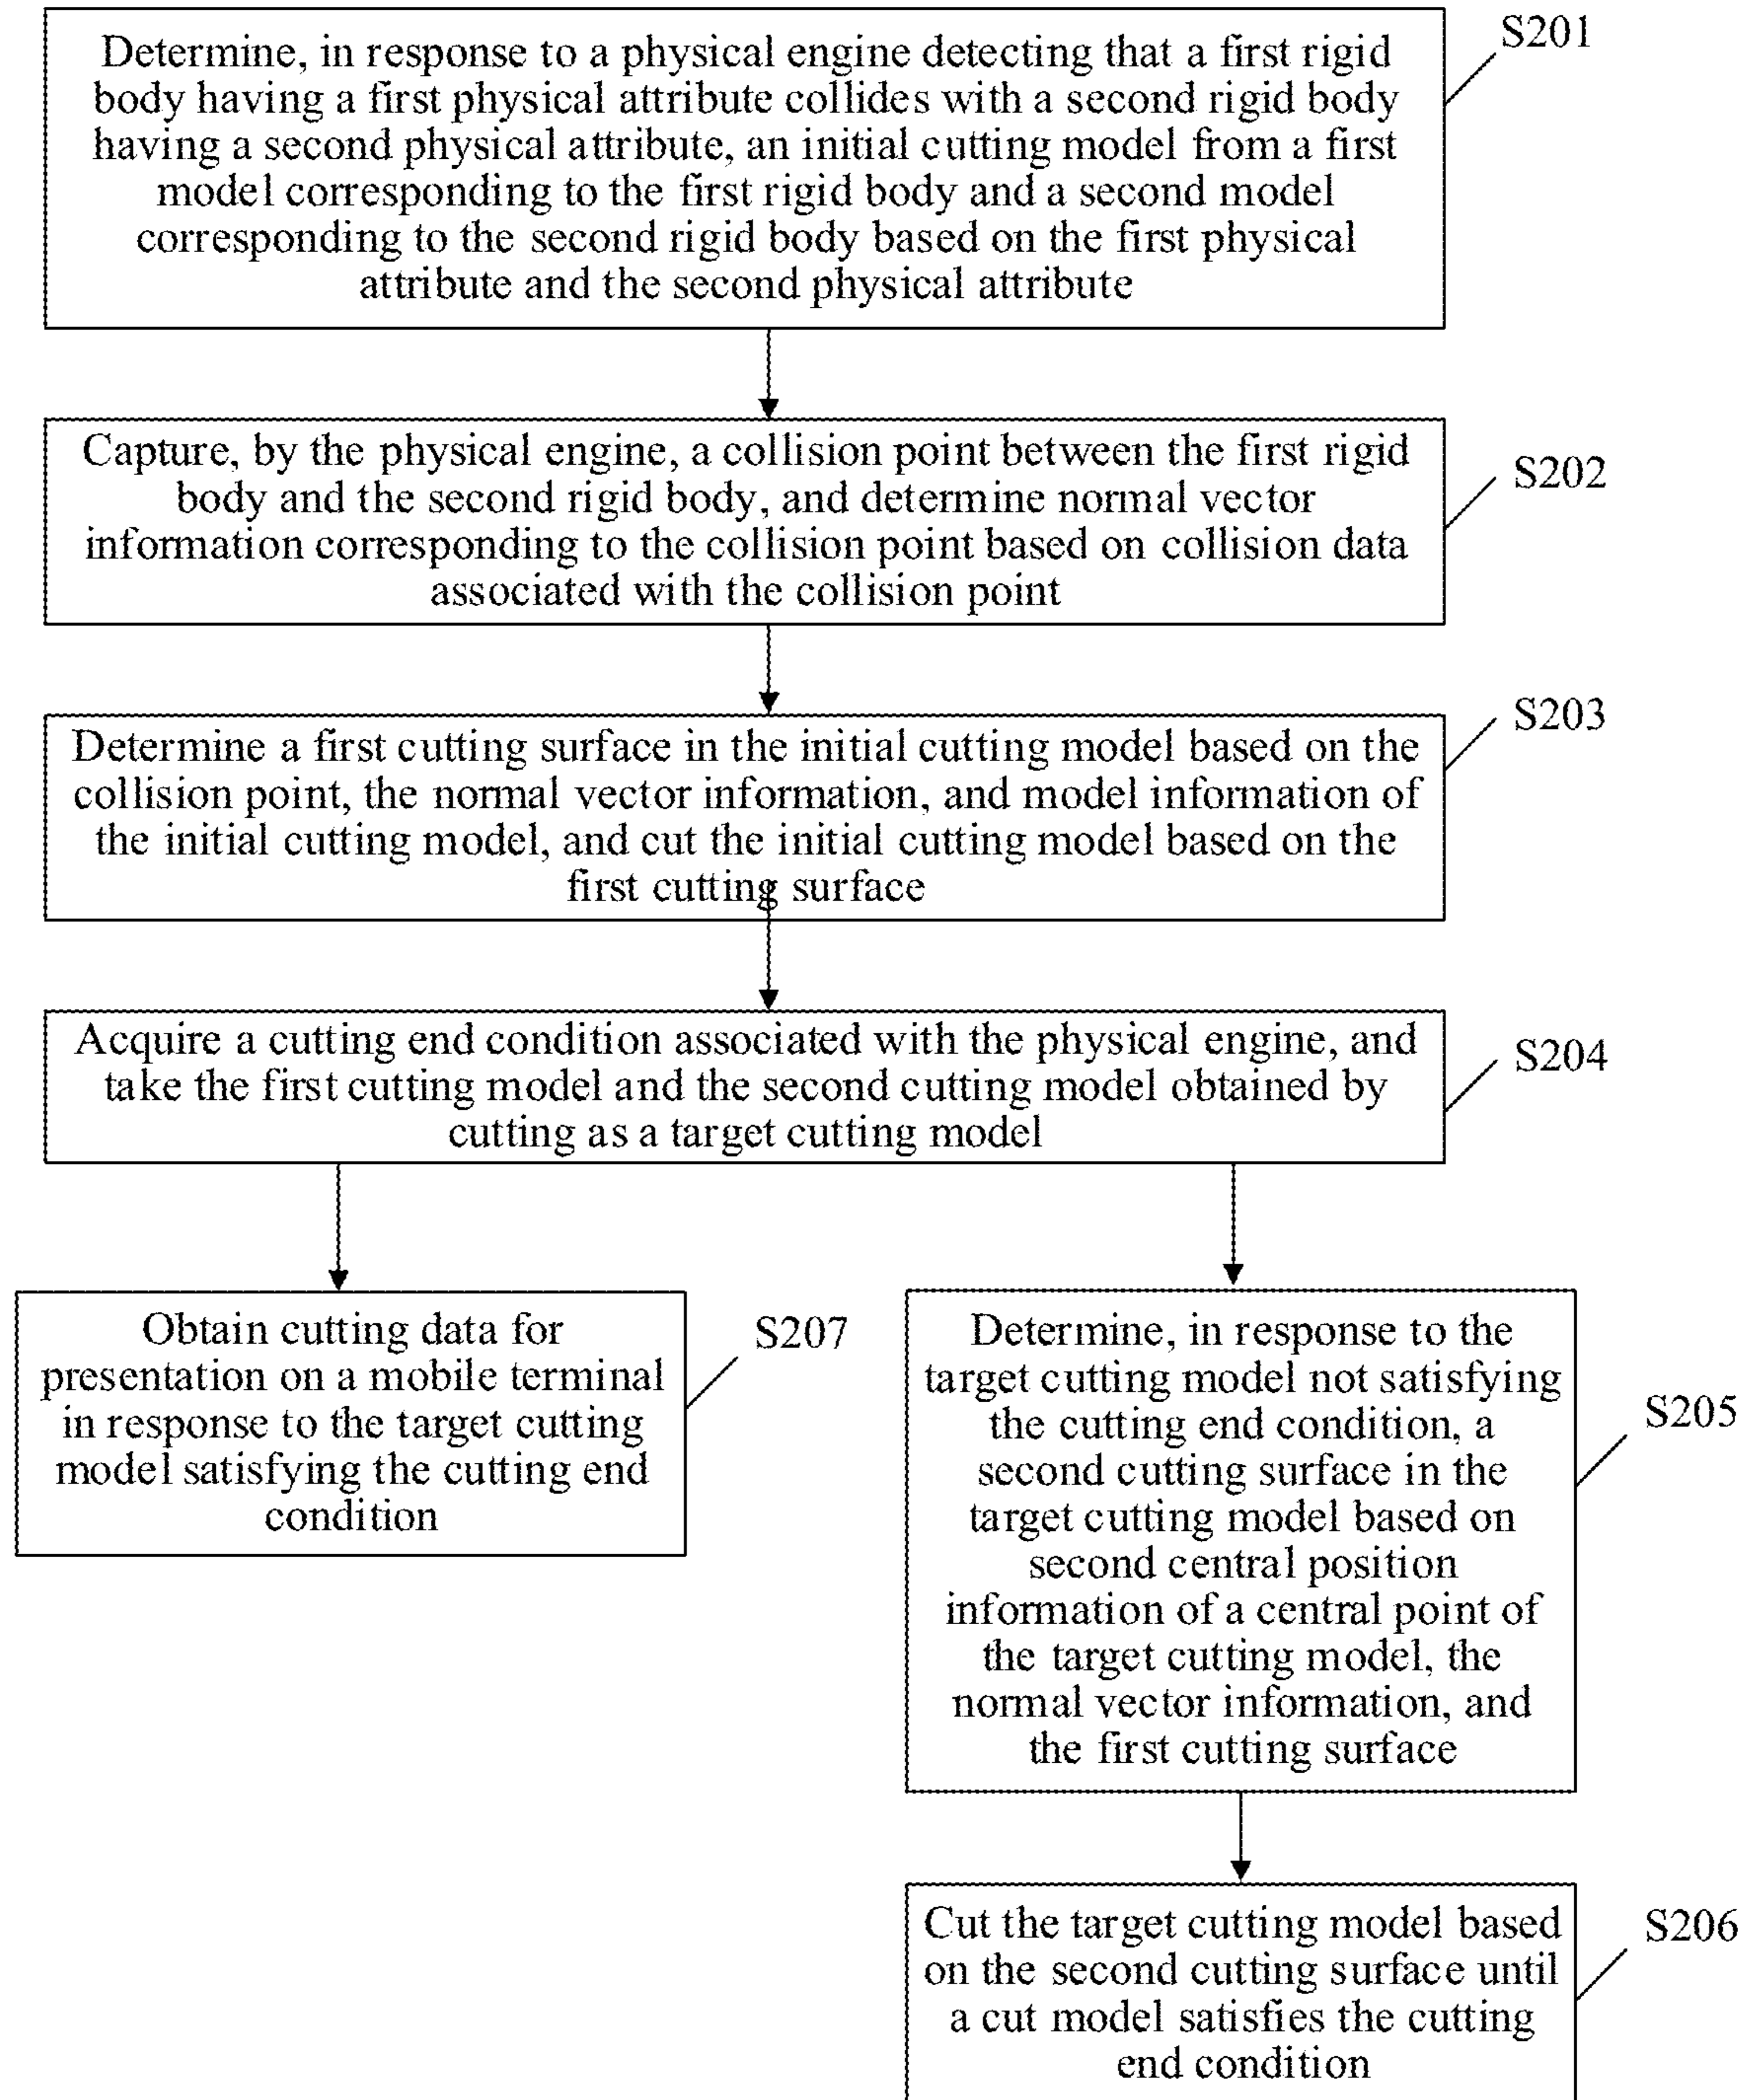 Determine, in response to a physical engine detecting that a first rigid
body having a first physical attribute collides with a second rigid body
having a second physical attribute, an initial cutting model from a first
model corresponding to the first rigid body and a second model
corresponding to the second rigid body based on the first physical
attribute and the second physical attribute
S201
Capture, by the physical engine, a collision point between the first rigid
body and the second rigid body, and determine normal vector
information corresponding to the collision point based on collision data
associated with the collision point
S202
Determine a first cutting surface in the initial cutting model based on the
collision point, the normal vector information, and model information of
the initial cutting model, and cut the initial cutting model based on the
first cutting surface
S203
Acquire a cutting end condition associated with the physical engine, and
take the first cutting model and the second cutting model obtained by
cutting as a target cutting model
S204
Obtain cutting data for
presentation on a mobile terminal
in response to the target cutting
model satisfying the cutting end
condition
S207
Determine, in response to the
target cutting model not satisfying
the cutting end condition, a
second cutting surface in the
target cutting model based on
second central position
information of a central point of
the target cutting model, the
normal vector information, and
the first cutting surface
S205
Cut the target cutting model based
on the second cutting surface until
a cut model satisfies the cutting
end condition
S206